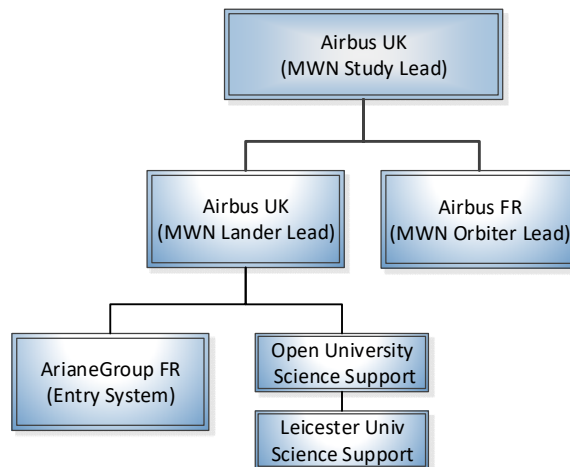 Airbus UK
(MWN Study Lead)
Airbus UK
(MWN Lander Lead)
Airbus FR
(MWN Orbiter Lead)
ArianeGroup FR
(Entry System)
Open University
Science Support
Leicester Univ
Science Support